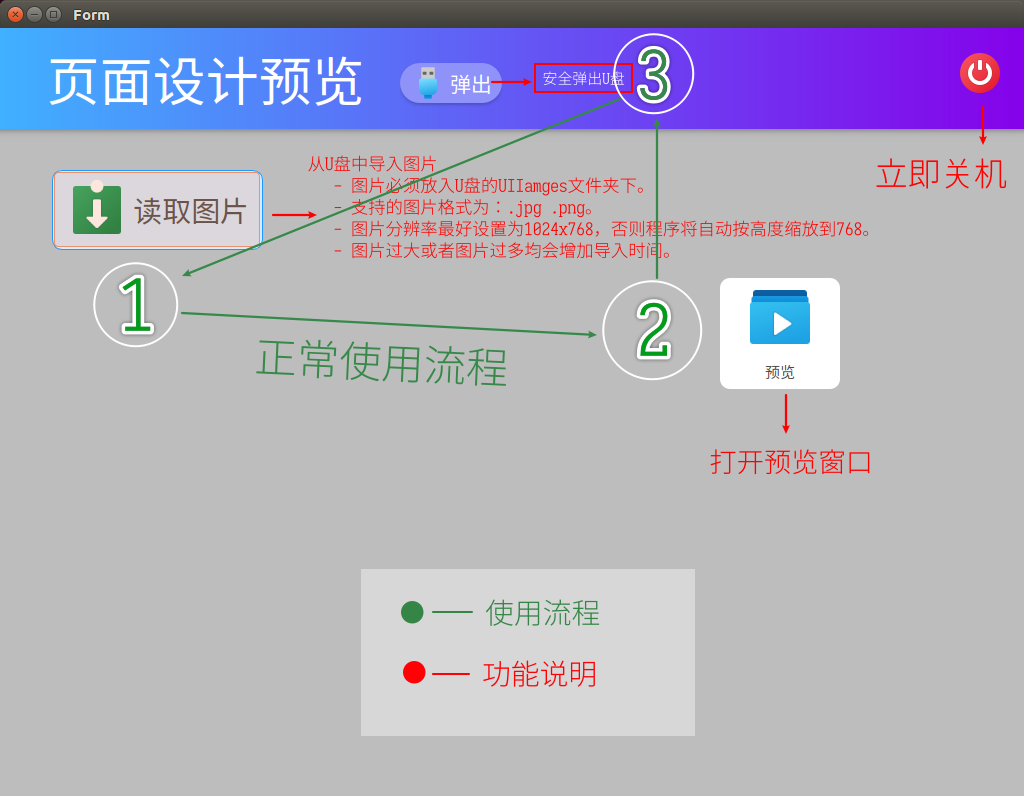 Form
页面设计预览
弹出
安全弹出U盘
3
立即关机
读取图片
从U盘中导入图片
- 图片必须放入U盘的UIIamges文件夹下。
- 支持的图片格式为：.jpg .png。
- 图片分辨率最好设置为1024x768，否则程序将自动按高度缩放到768。
- 图片过大或者图片过多均会增加导入时间。
1
2
正常使用流程
预览
打开预览窗口
使用流程
功能说明